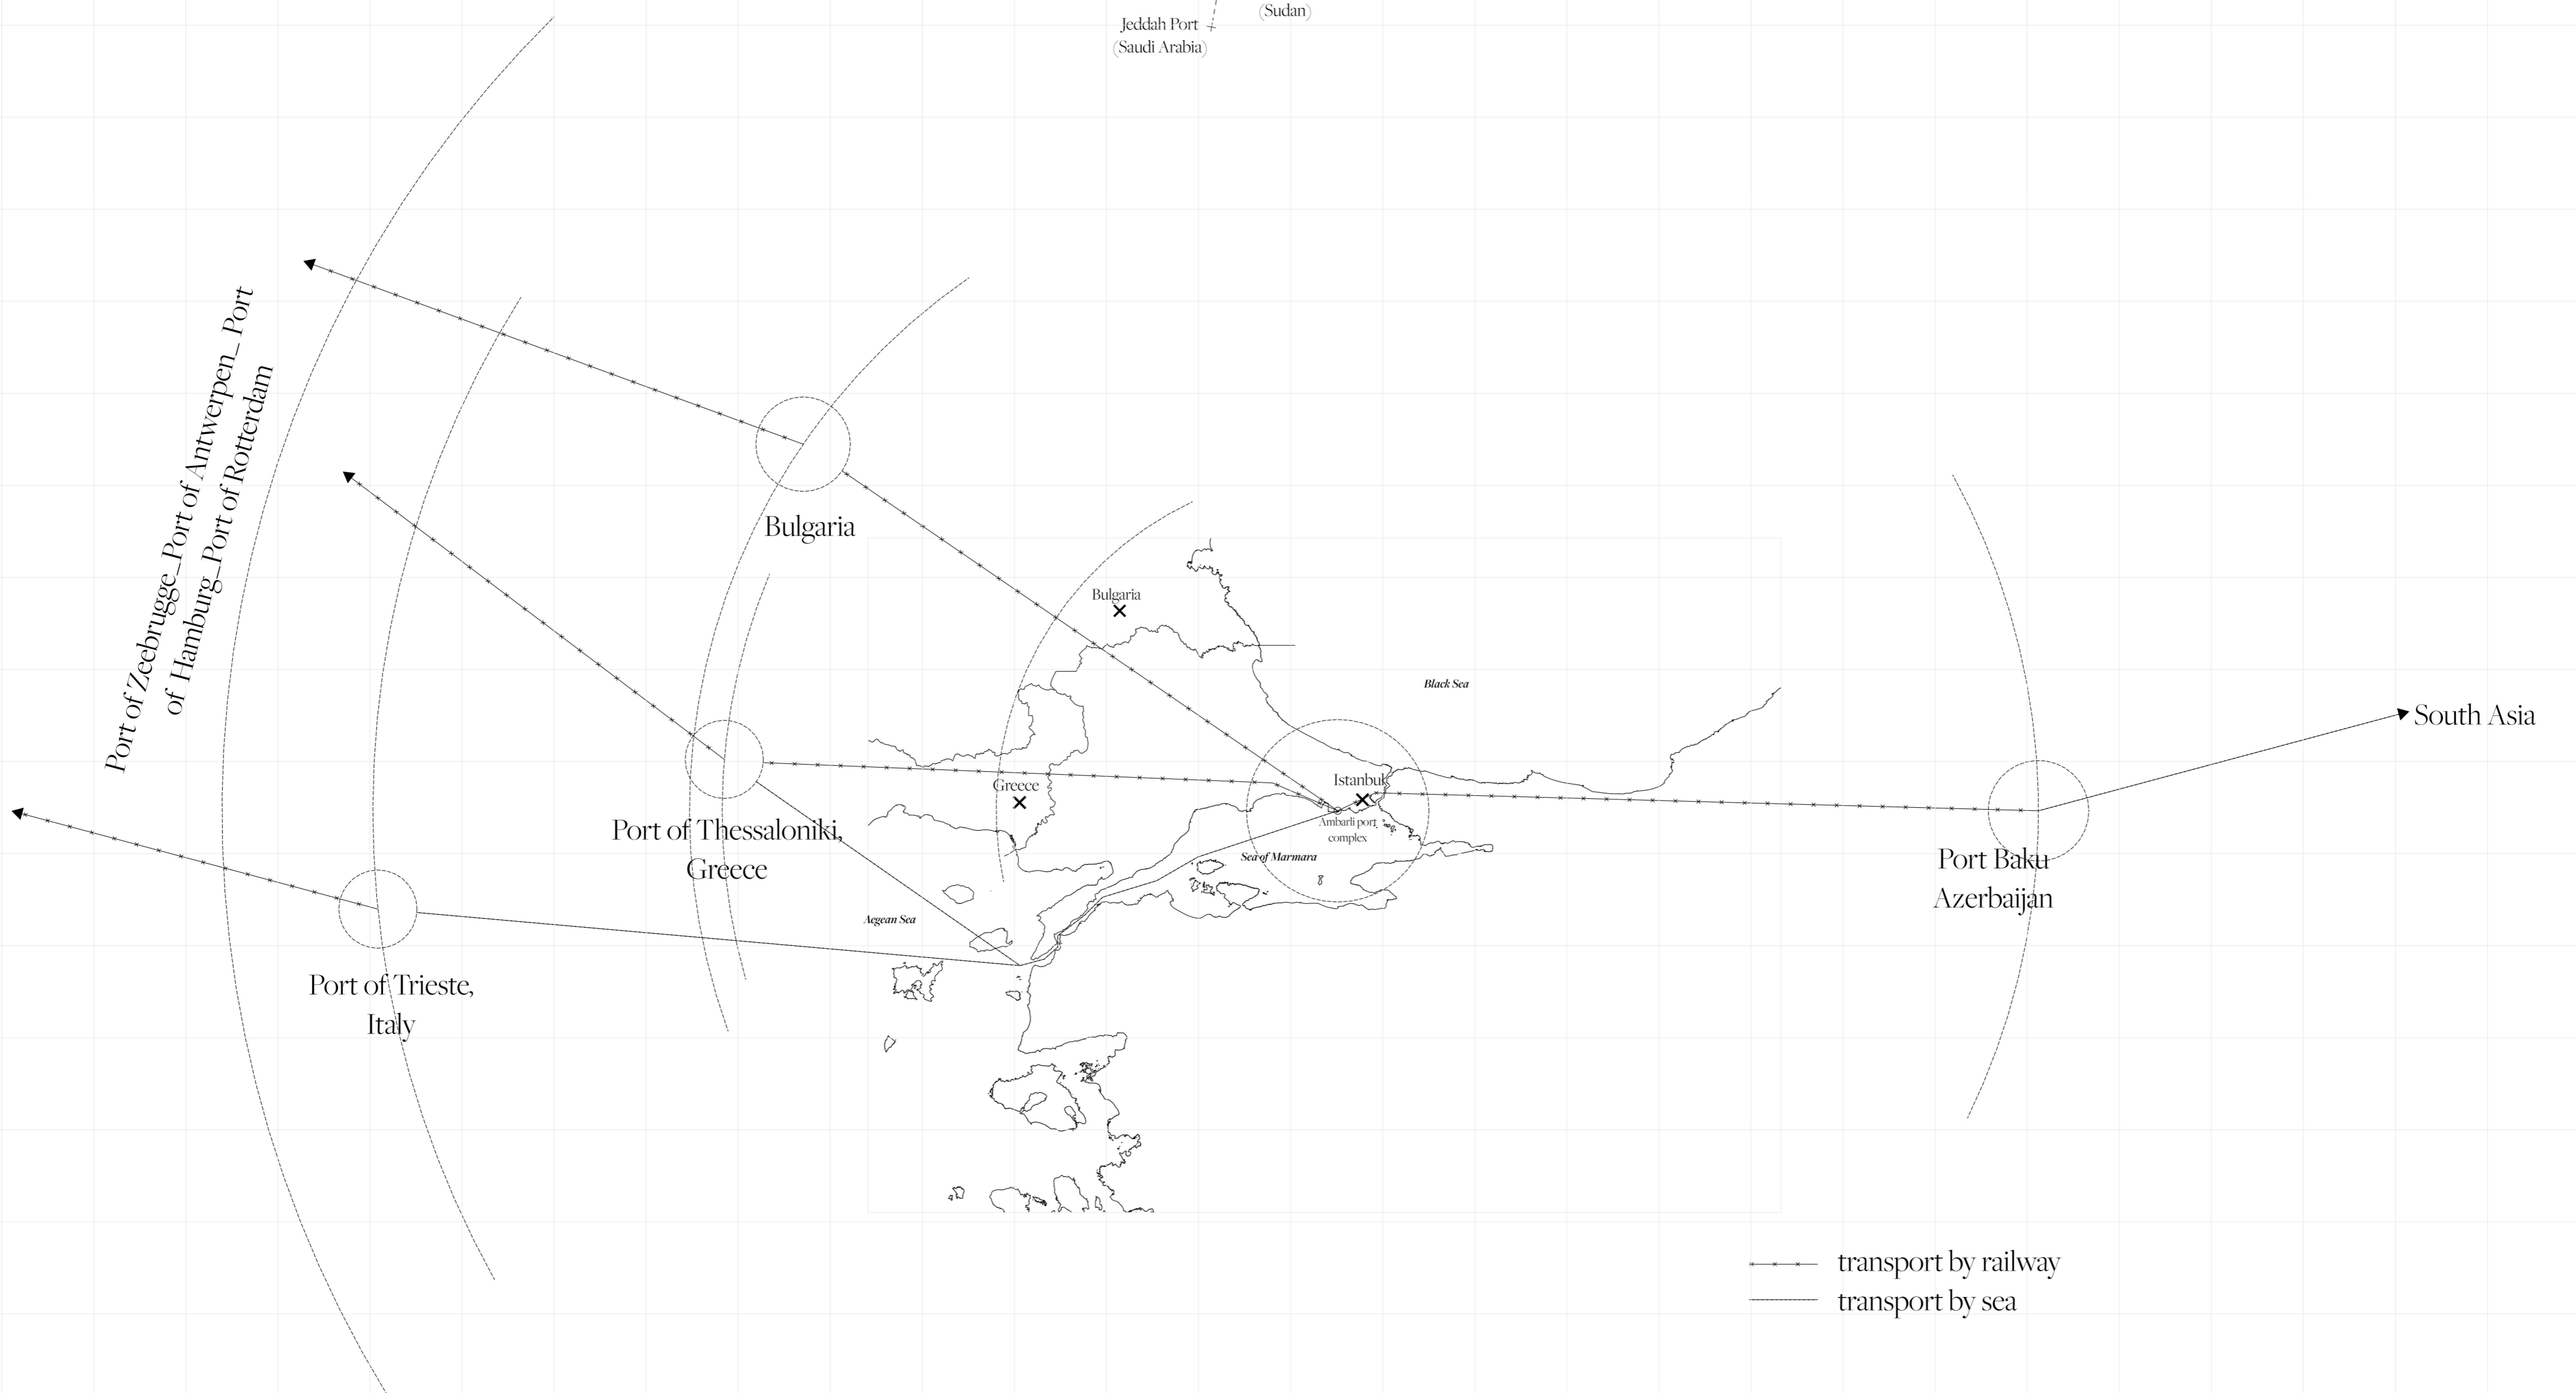 (Sudan)
Jeddah Port
(Saudi Arabia)
Port of Zeebrugge_Port of Antwerpen_Port
of Hamburg_Port of Rotterdam
Bulgaria
Bulgaria
Black Sea
South Asia
Istanbul
Greece
Ambarli port
complex
Port of Thessaloniki,
Greece
Sea of Marmara
Port Baku
Azerbaijan
Aegean Sea
Port of Trieste,
Italy
transport by railway
transport by sea